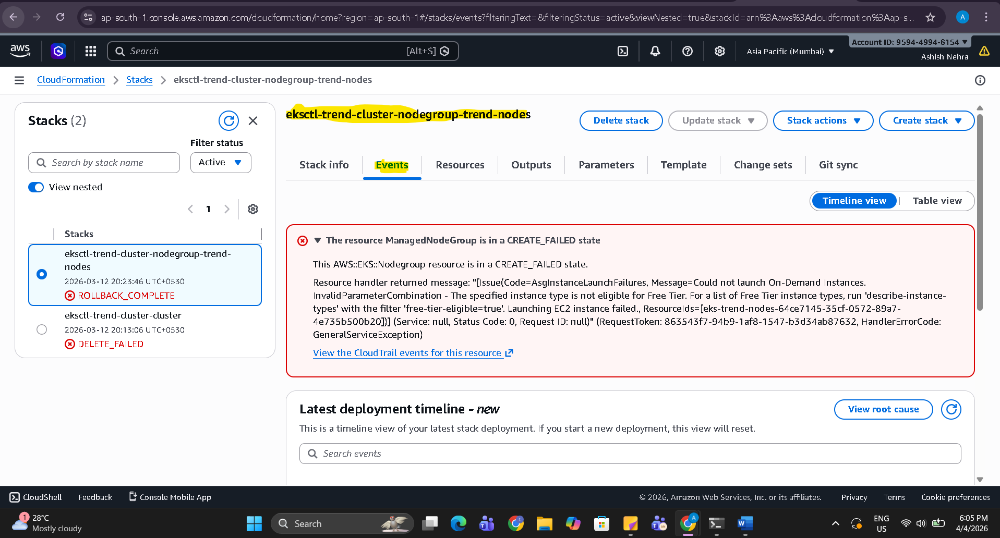 ap-south-1.console.aws.amazon.com/cloudformation/home?region=ap-south-1#/stacks/events?filteringText=&filteringStatus=active&viewNested=true&stackId=arn%3Aaws%3Acloudformation%3Aap-s...
A
aws
Search
[Alt+S]
Asia Pacific (Mumbai)
Account ID: 9594-4994-8154
Ashish Nehra
CloudFormation
Stacks
eksctl-trend-cluster-nodegroup-trend-nodes
Stacks (2)
Filter status
Search by stack name
Active
View nested
1
Stacks
eksctl-trend-cluster-nodegroup-trend-
nodes
2026-03-12 20:23:46 UTC+0530
ROLLBACK_COMPLETE
eksctl-trend-cluster-cluster
2026-03-12 20:13:06 UTC+0530
DELETE_FAILED
eksctl-trend-cluster-nodegroup-trend-nodes
Delete stack
Update stack
Stack actions
Create stack
Stack info
Events
Resources
Outputs
Parameters
Template
Change sets
Git sync
Timeline view
Table view
The resource ManagedNodeGroup is in a CREATE_FAILED state
This AWS::EKS::Nodegroup resource is in a CREATE_FAILED state.
Resource handler returned message: "[Issue(Code=AsgInstanceLaunchFailures, Message=Could not launch On-Demand Instances.
InvalidParameterCombination - The specified instance type is not eligible for Free Tier. For a list of Free Tier instance types, run 'describe-instance-
types' with the filter 'free-tier-eligible=true'. Launching EC2 instance failed., ResourceIds=[eks-trend-nodes-64ce7145-35cf-0572-89a7-
4e735b500b20])] (Service: null, Status Code: 0, Request ID: null)" (RequestToken: 863543f7-94b9-1af8-1547-b3d34ab87632, HandlerErrorCode:
GeneralServiceException)
View the CloudTrail events for this resource
Latest deployment timeline - new
View root cause
This is a timeline view of your latest stack deployment. If you start a new deployment, this view will reset.
Search events
CloudShell
Feedback
Console Mobile App
© 2026, Amazon Web Services, Inc. or its affiliates.
Privacy
Terms
Cookie preferences
1
28°C
Mostly cloudy
Search
ENG
US
6:05 PM
4/4/2026